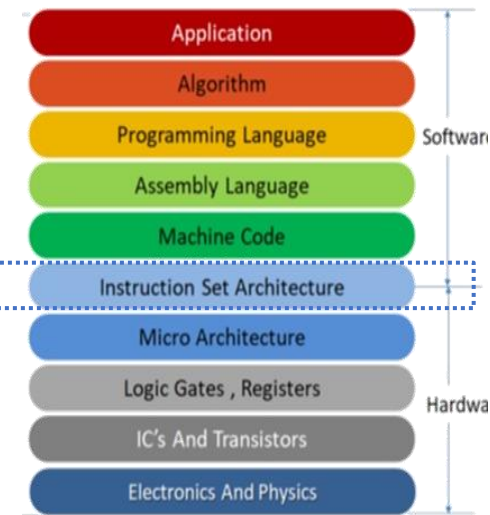 Application
Algorithm
Programming Language
Software
Assembly Language
Machine Code
Instruction Set Architecture
Micro Architecture
Logic Gates , Registers
Hardwa
IC's And Transistors
Electronics And Physics